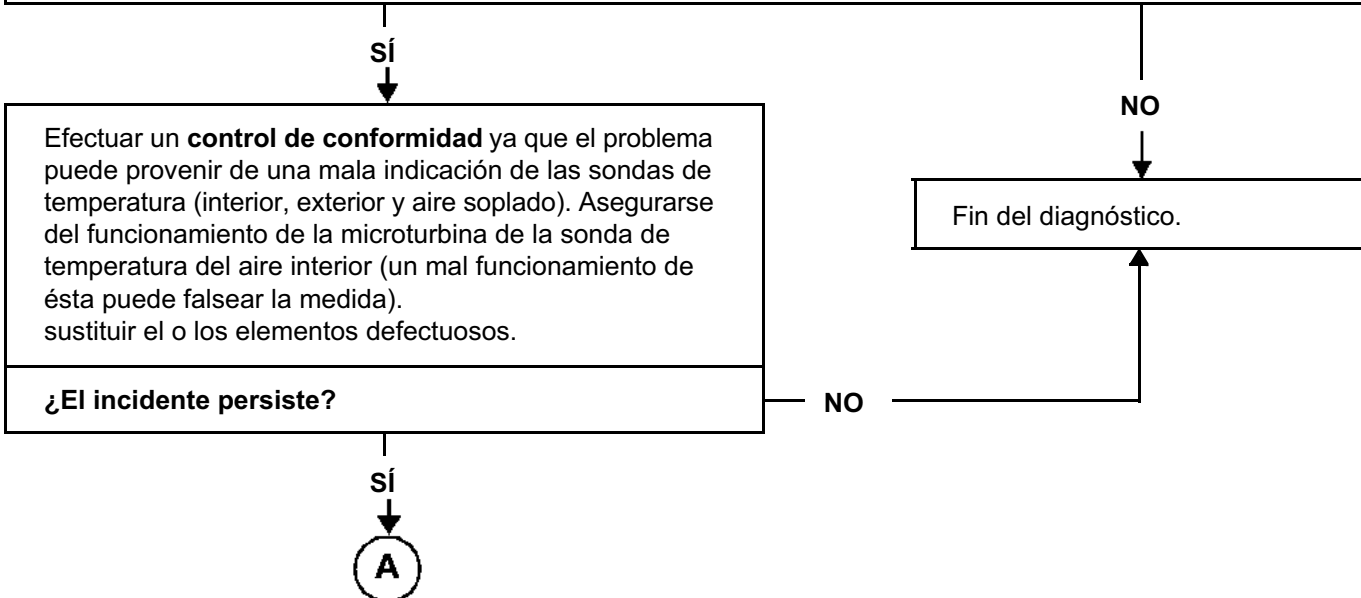 SÍ
NO
Efectuar un control de conformidad ya que el problema
puede provenir de una mala indicación de las sondas de
temperatura (interior, exterior y aire soplado). Asegurarse
del funcionamiento de la microturbina de la sonda de
temperatura del aire interior (un mal funcionamiento de
ésta puede falsear la medida).
sustituir el o los elementos defectuosos.
Fin del diagnóstico.
¿El incidente persiste?
NO
SÍ
A